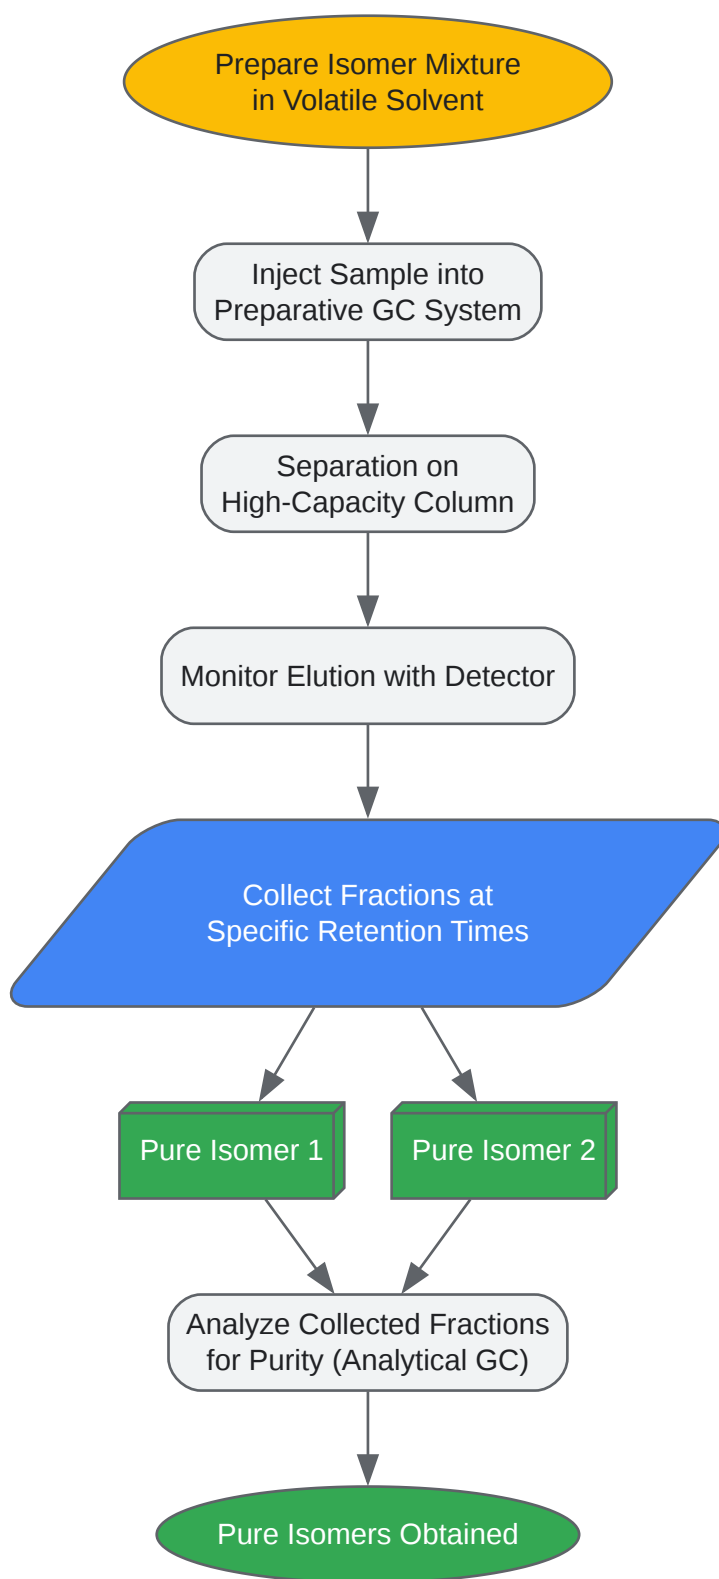 Prepare Isomer Mixture
in Volatile Solvent
Inject Sample into
Preparative GC System
Separation on
High-Capacity Column
Monitor Elution with Detector
Collect Fractions at
Specific Retention Times
Pure Isomer 1
Pure Isomer 2
Analyze Collected Fractions
for Purity (Analytical GC)
Pure Isomers Obtained